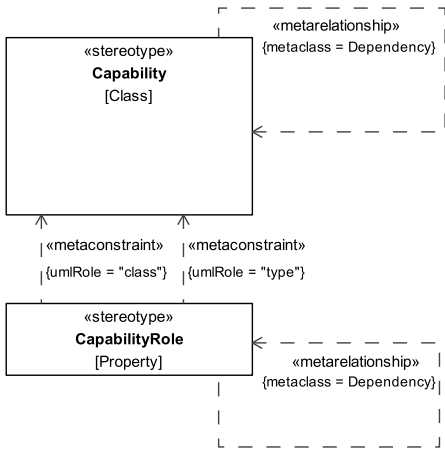 «metarelationship»
{metaclass = Dependency}
«stereotype»
Capability
[Class]
«metaconstraint»
{umlRole = "class"}
«metaconstraint»
{umlRole = "type"}
«stereotype»
CapabilityRole
[Property]
«metarelationship»
{metaclass = Dependency}